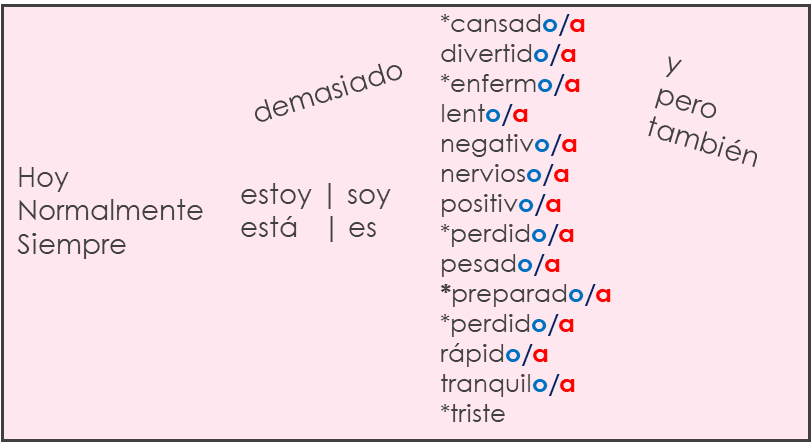 Hoy
Normalmente
Siempre
demasiado
estoy | soy
está | es
*cansado/a
divertido/a
*enfermo/a
lento/a
negativo/a
nervioso/a
positivo/a
*perdido/a
pesado/a
*preparado/a
*perdido/a
rápido/a
tranquilo/a
*triste
y
pero
también